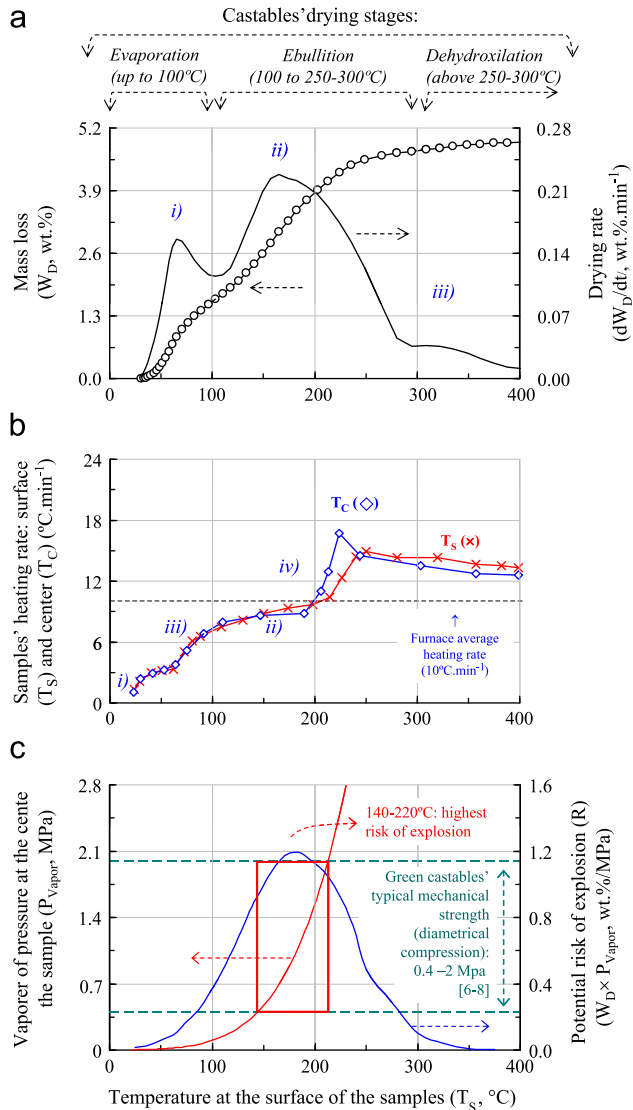 a
Castables'drying stages:
Evaporation
(up to 100ºC)
Ebullition
(100 to 250-300ºC)
Dehydroxilation
(above 250-300ºC)
Mass loss
(W_D, wt.%)
5.2
3.9
2.6
1.3
0.0
i)
ii)
iii)
0.28
0.21
0.14
0.07
0.00
Drying rate
(dW_D/dt, wt.%.min⁻¹)
0
100
200
300
400
b
Samples' heating rate: surface
(T_S) and center (T_C) (ºC.min⁻¹)
24
18
12
6
0
T_C (◇)
T_S (×)
iv)
iii)
ii)
i)
↑
Furnace average
heating rate
(10ºC.min⁻¹)
0
100
200
300
400
c
Vaporer of pressure at the cente
the sample (P_Vapor, MPa)
2.8
2.1
1.4
0.7
0
140-220ºC: highest
risk of explosion
Green castables'
typical mechanical
strength
(diametrical
compression):
0.4 –2 Mpa
[6-8]
1.6
1.2
0.8
0.4
0.0
Potential risk of explosion (R)
(W_D× P_Vapor, wt.%/MPa)
0
100
200
300
400
Temperature at the surface of the samples (T_S, °C)